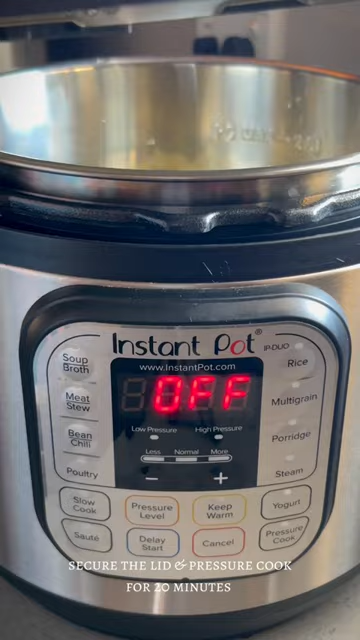 Instant Pot®
IP-DUO
www.InstantPot.com
OFF
Low Pressure High Pressure
Less Normal More
− +
Soup
Broth
Meat
Stew
Bean
Chili
Poultry
Rice
Multigrain
Porridge
Steam
Slow
Cook
Pressure
Level
Keep
Warm
Yogurt
Sauté
Delay
Start
Cancel
Pressure
Cook
SECURE THE LID & PRESSURE COOK
FOR 20 MINUTES